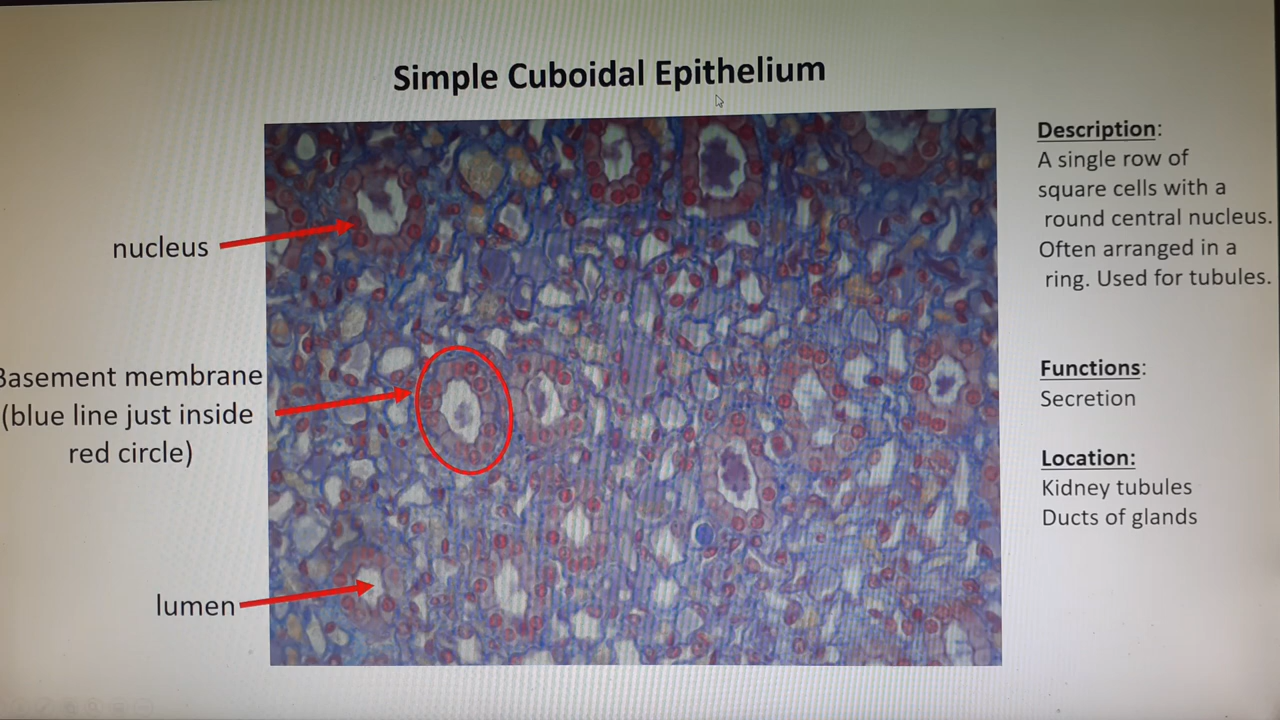 Simple Cuboidal Epithelium
nucleus
Basement membrane
(blue line just inside
red circle)
lumen
Description:
A single row of
square cells with a
round central nucleus.
Often arranged in a
ring. Used for tubules.
Functions:
Secretion
Location:
Kidney tubules
Ducts of glands